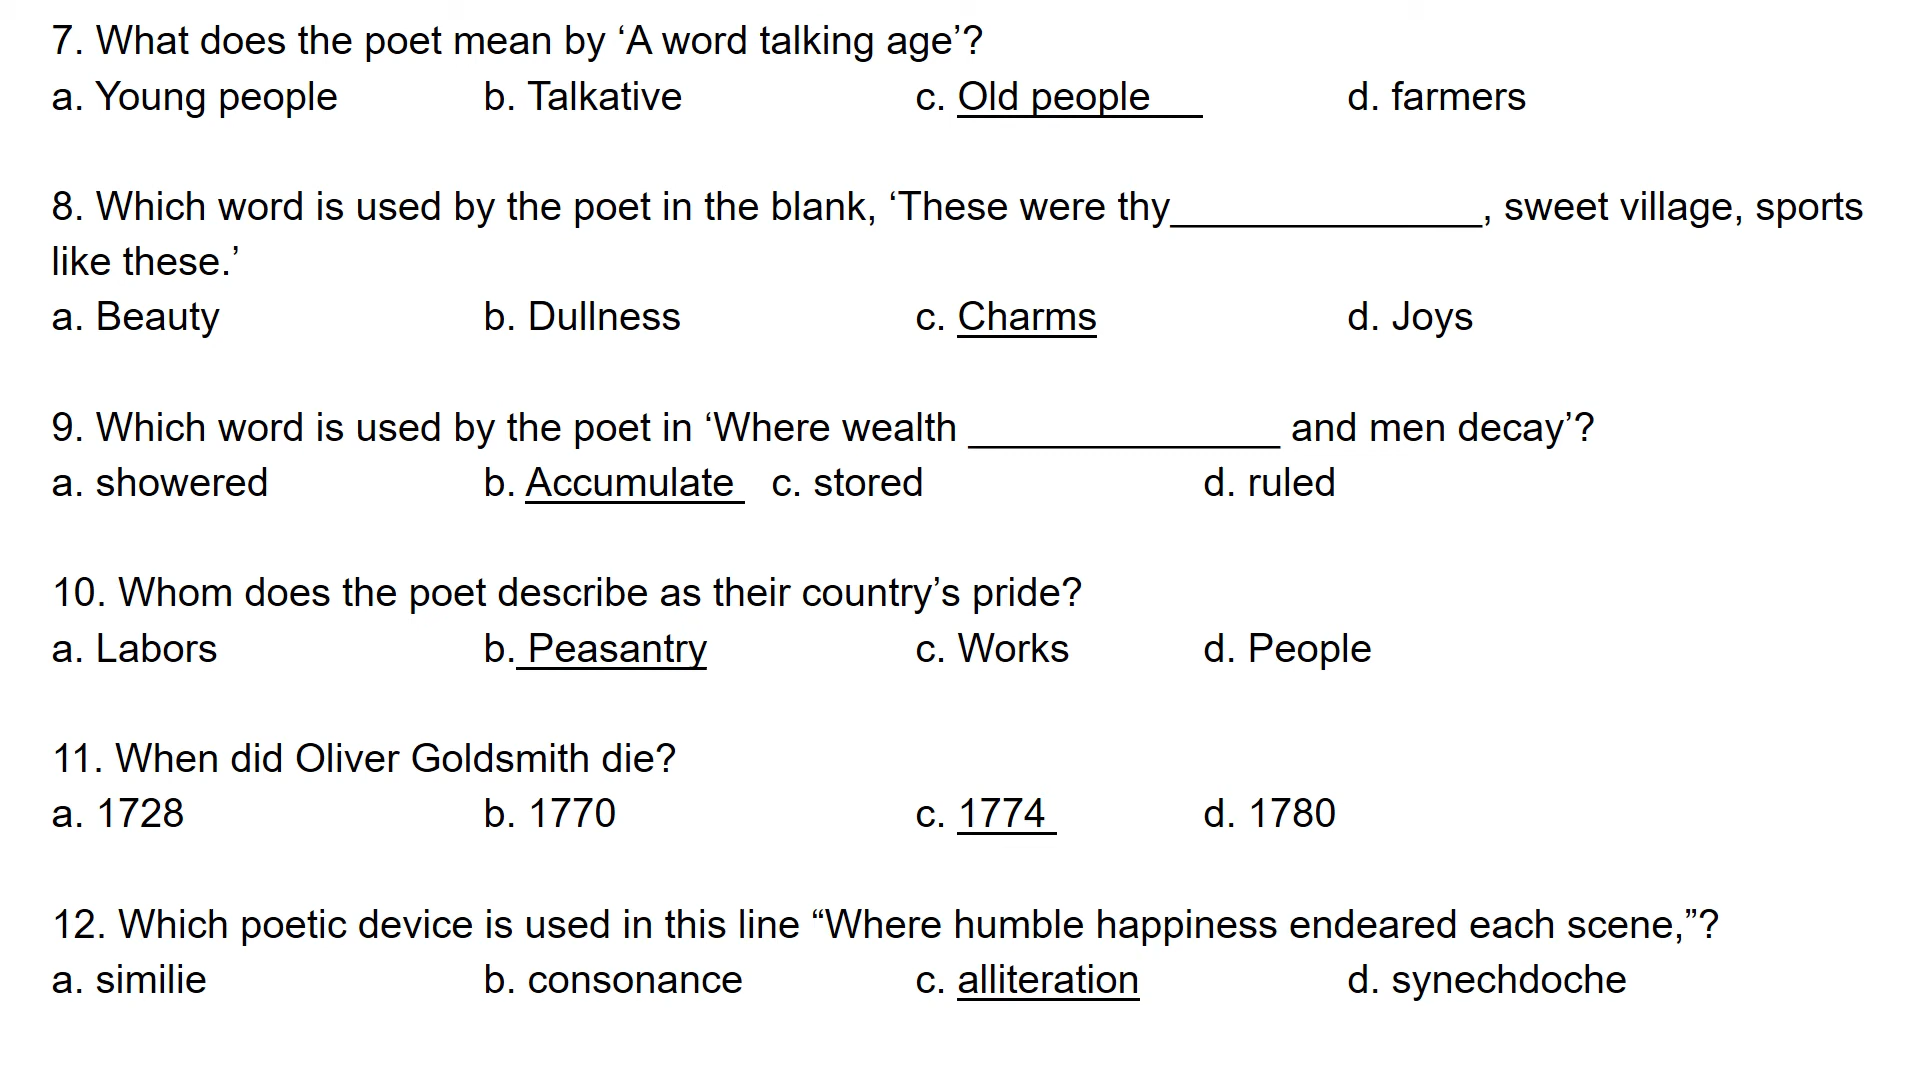 7. What does the poet mean by ‘A word talking age’?
a. Young people b. Talkative c. Old people d. farmers
8. Which word is used by the poet in the blank, ‘These were thy______________, sweet village, sports
like these.’
a. Beauty b. Dullness c. Charms d. Joys
9. Which word is used by the poet in ‘Where wealth ______________ and men decay’?
a. showered b. Accumulate c. stored d. ruled
10. Whom does the poet describe as their country’s pride?
a. Labors b. Peasantry c. Works d. People
11. When did Oliver Goldsmith die?
a. 1728 b. 1770 c. 1774 d. 1780
12. Which poetic device is used in this line “Where humble happiness endeared each scene,”?
a. similie b. consonance c. alliteration d. synechdoche